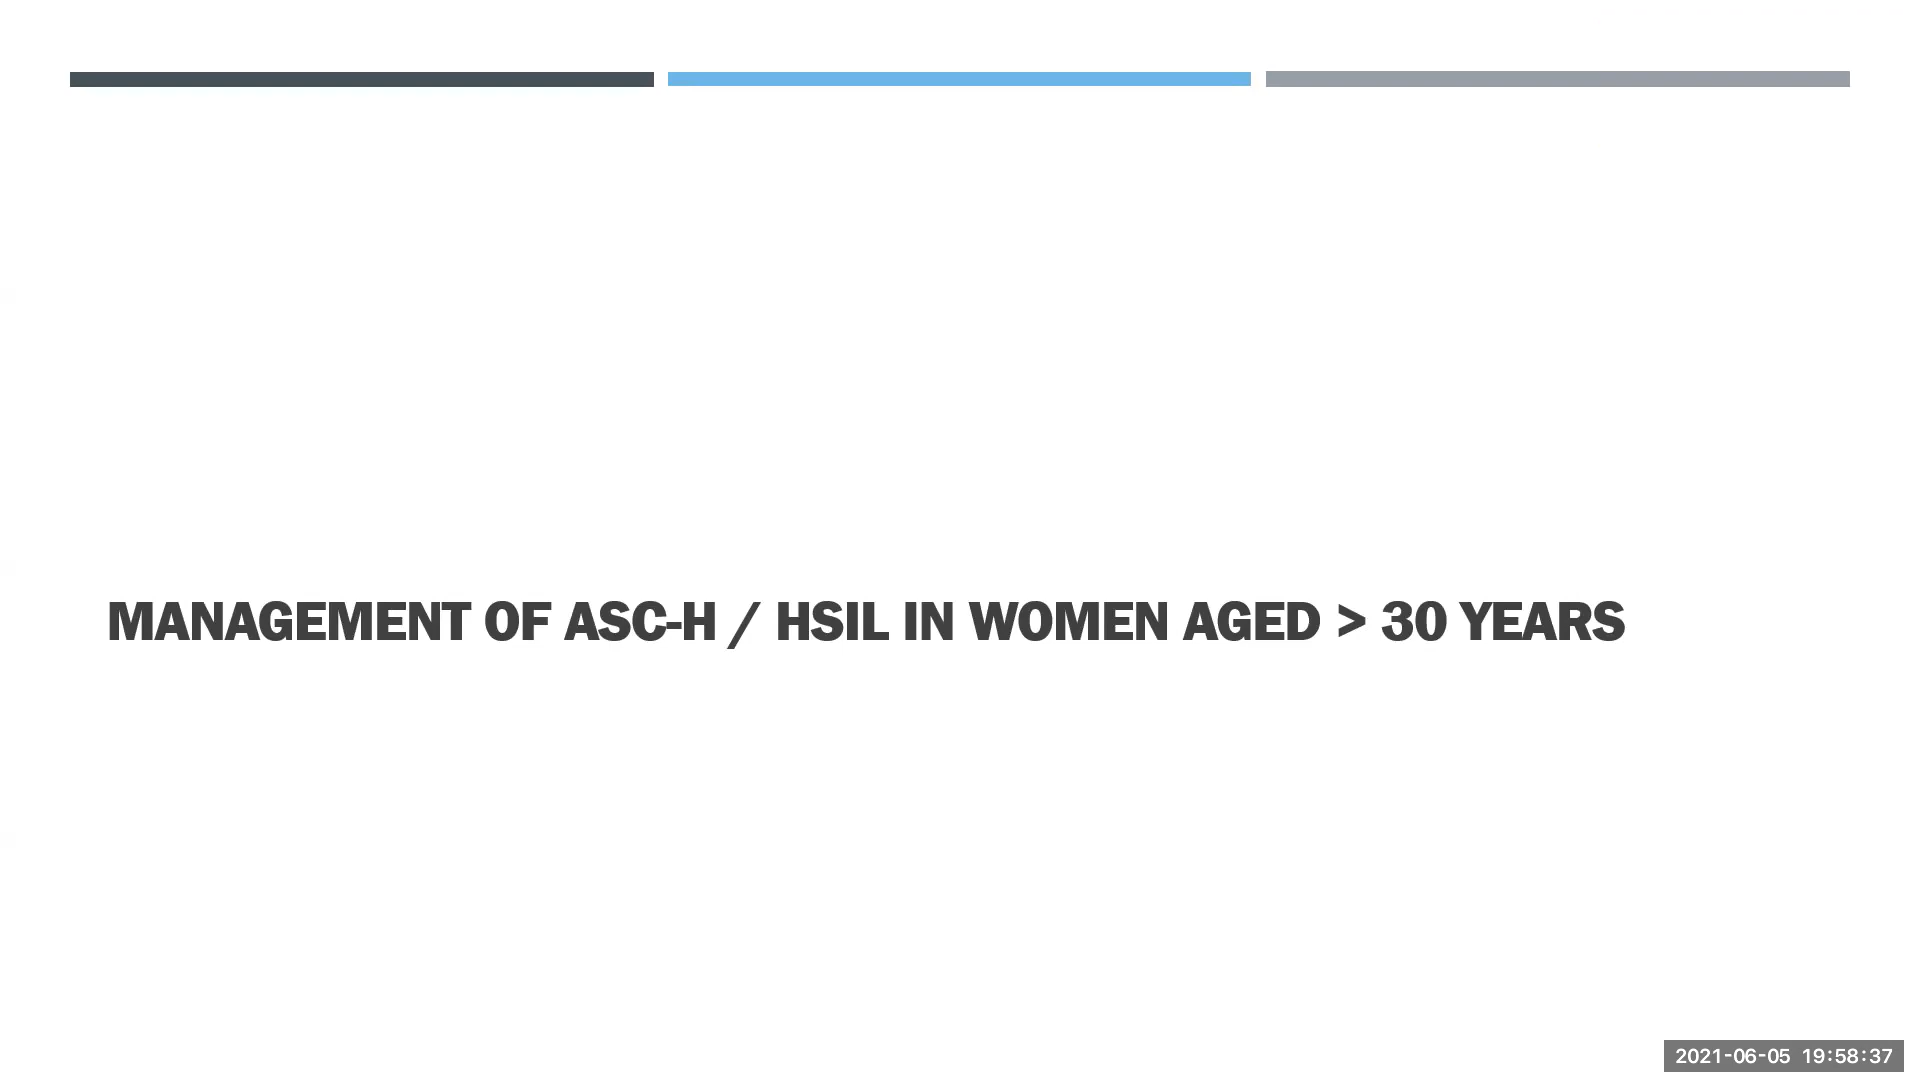 MANAGEMENT OF ASC-H / HSIL IN WOMEN AGED > 30 YEARS
2021-06-05 19:58:37